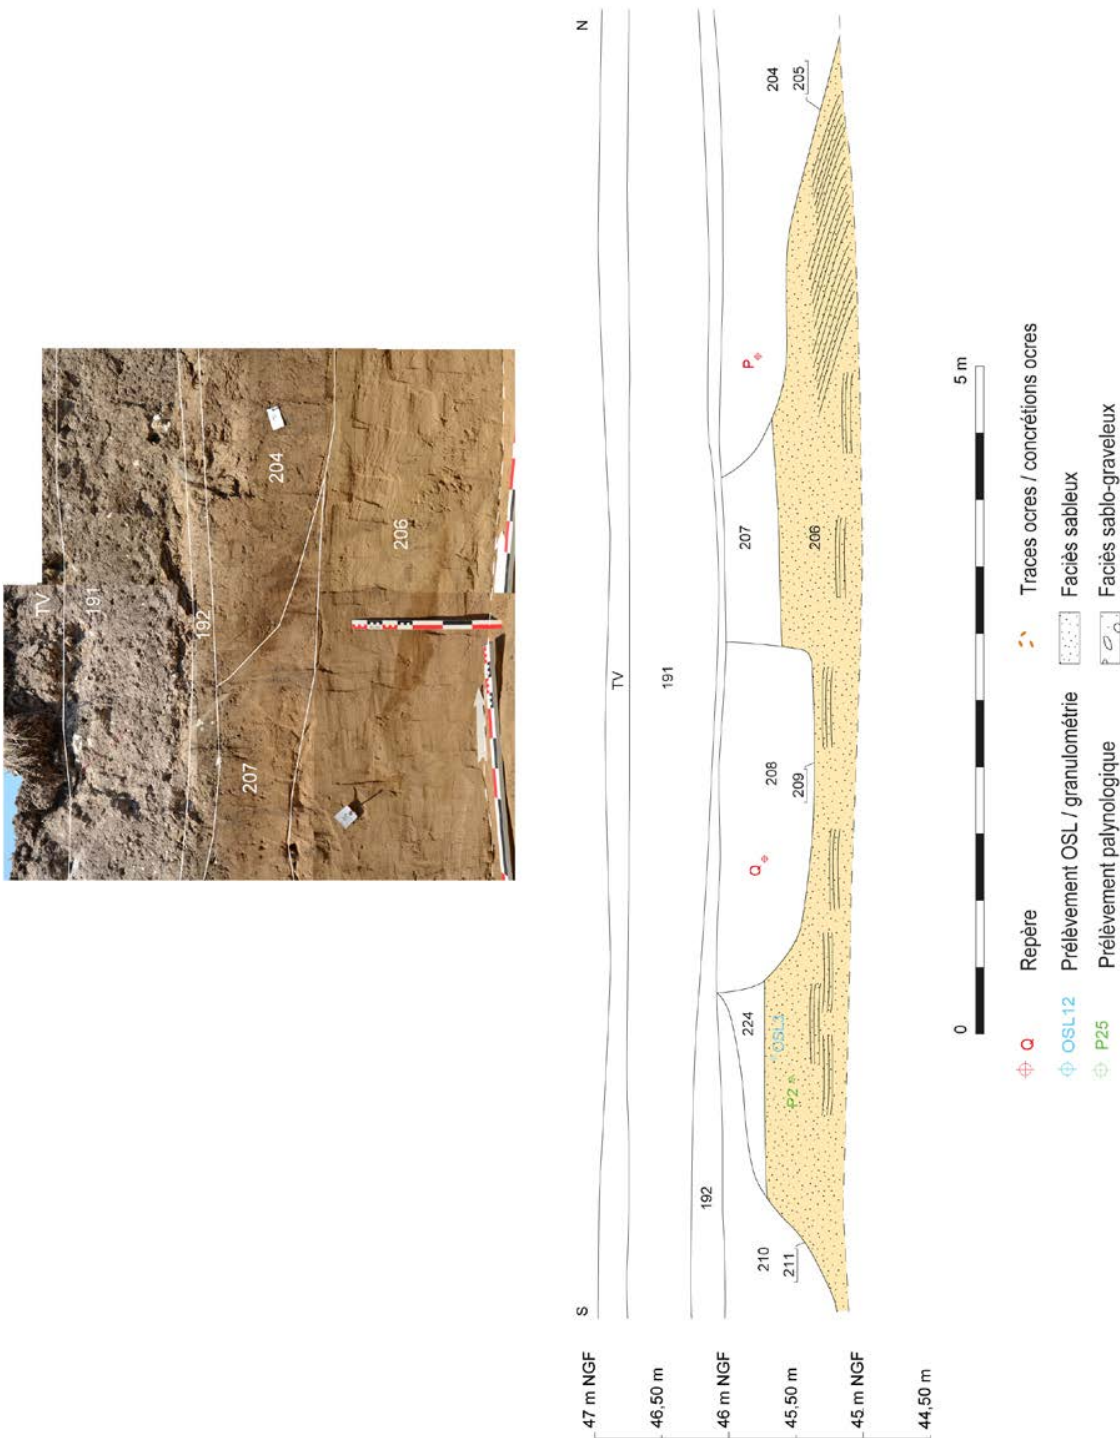 TV
191
192
204
207
206
S
N
47 m NGF
46,50 m
46 m NGF
45,50 m
45 m NGF
44,50 m
TV
191
192
210
211
224
P2
OSL1
Q
208
209
207
206
P
204
205
0
5 m
Q Repère
Traces ocres / concrétions ocres
OSL12 Prélèvement OSL / granulométrie
Faciès sableux
P25 Prélèvement palynologique
Faciès sablo-graveleux